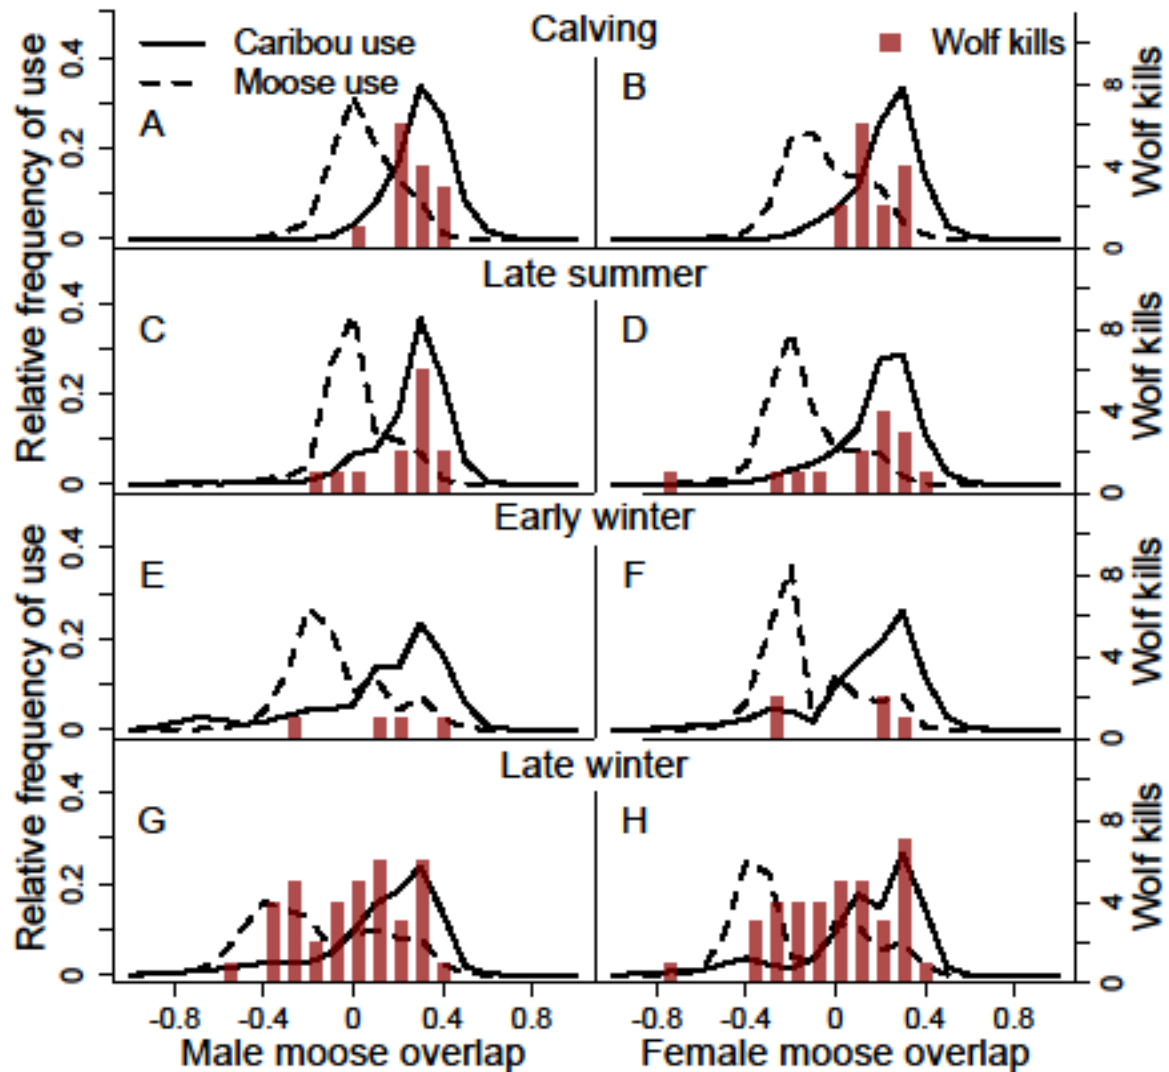 Calving
Caribou use
Moose use
Wolf kills
A
B
Relative frequency of use
0 0.2 0.4
0 4 8
Wolf kills
Late summer
C
D
0 0.2 0.4
0 4 8
Wolf kills
Early winter
E
F
Relative frequency of use
0 0.2 0.4
0 4 8
Wolf kills
Late winter
G
H
0 0.2 0.4
0 4 8
Wolf kills
-0.8 -0.4 0 0.4 0.8
-0.8 -0.4 0 0.4 0.8
Male moose overlap
Female moose overlap